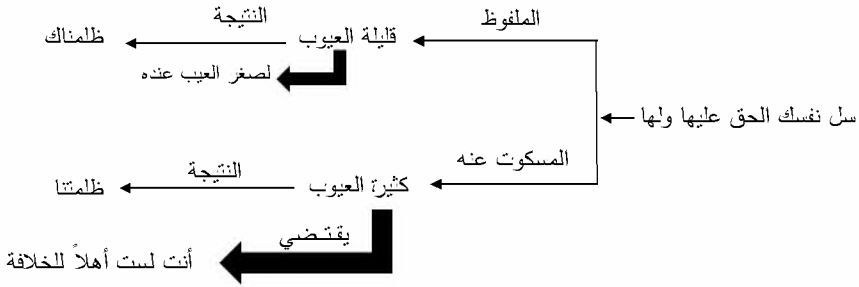 الملفوظ
النتيجة
قليلة العيوب
ظلمناك
لصغر العيب عنده
سل نفسك الحق عليها ولها
المسكوت عنه
النتيجة
كثيرة العيوب
ظلمتنا
يقتضي
أنت لست أهلاً للخلافة